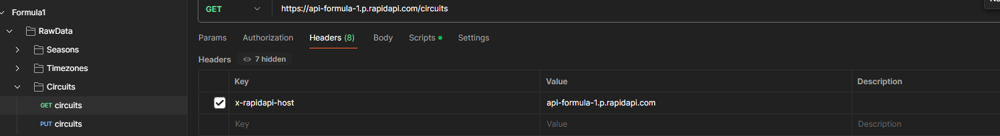 Formula1
RawData
Seasons
Timezones
Circuits
GET circuits
PUT circuits
GET https://api-formula-1.p.rapidapi.com/circuits
Params Authorization Headers (8) Body Scripts Settings
Headers 7 hidden
Key Value Description
x-rapidapi-host api-formula-1.p.rapidapi.com
Key Value Description